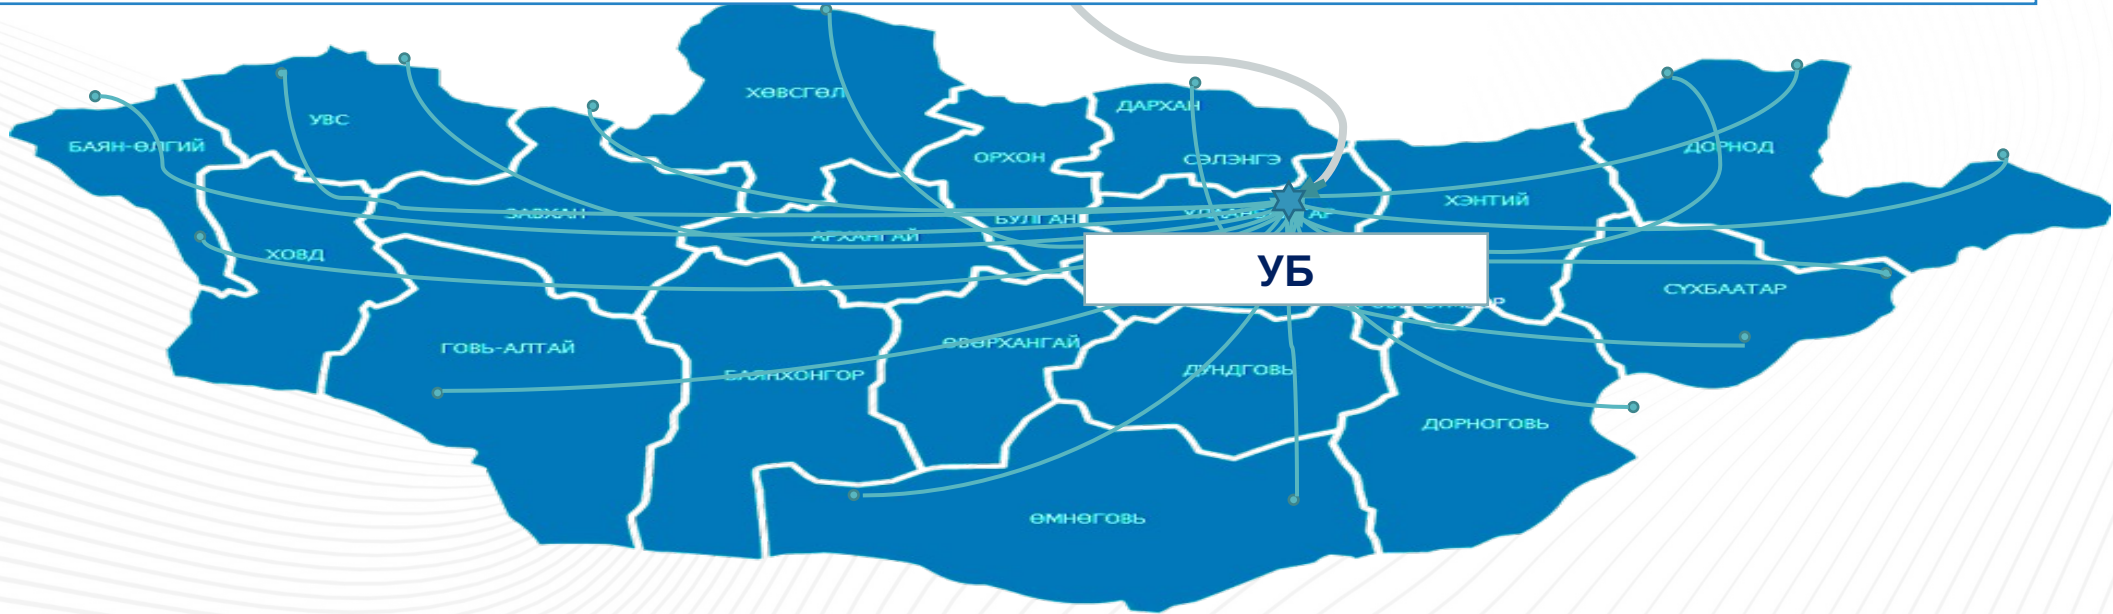 ХӨВСГӨЛ
ДАРХАН
УВС
БАЯН-ӨЛГИЙ
ДОРНОД
ОРХОН
СЭЛЭНГЭ
ХЭНТИЙ
ЗАВХАН
БУЛГАН
АРХАНГАЙ
ХОВД
УБ
СҮХБААТАР
ӨВӨРХАНГАЙ
ГОВЬ-АЛТАЙ
ДУНДГОВЬ
БАЯНХОНГОР
ДОРНОГОВЬ
ӨМНӨГОВЬ